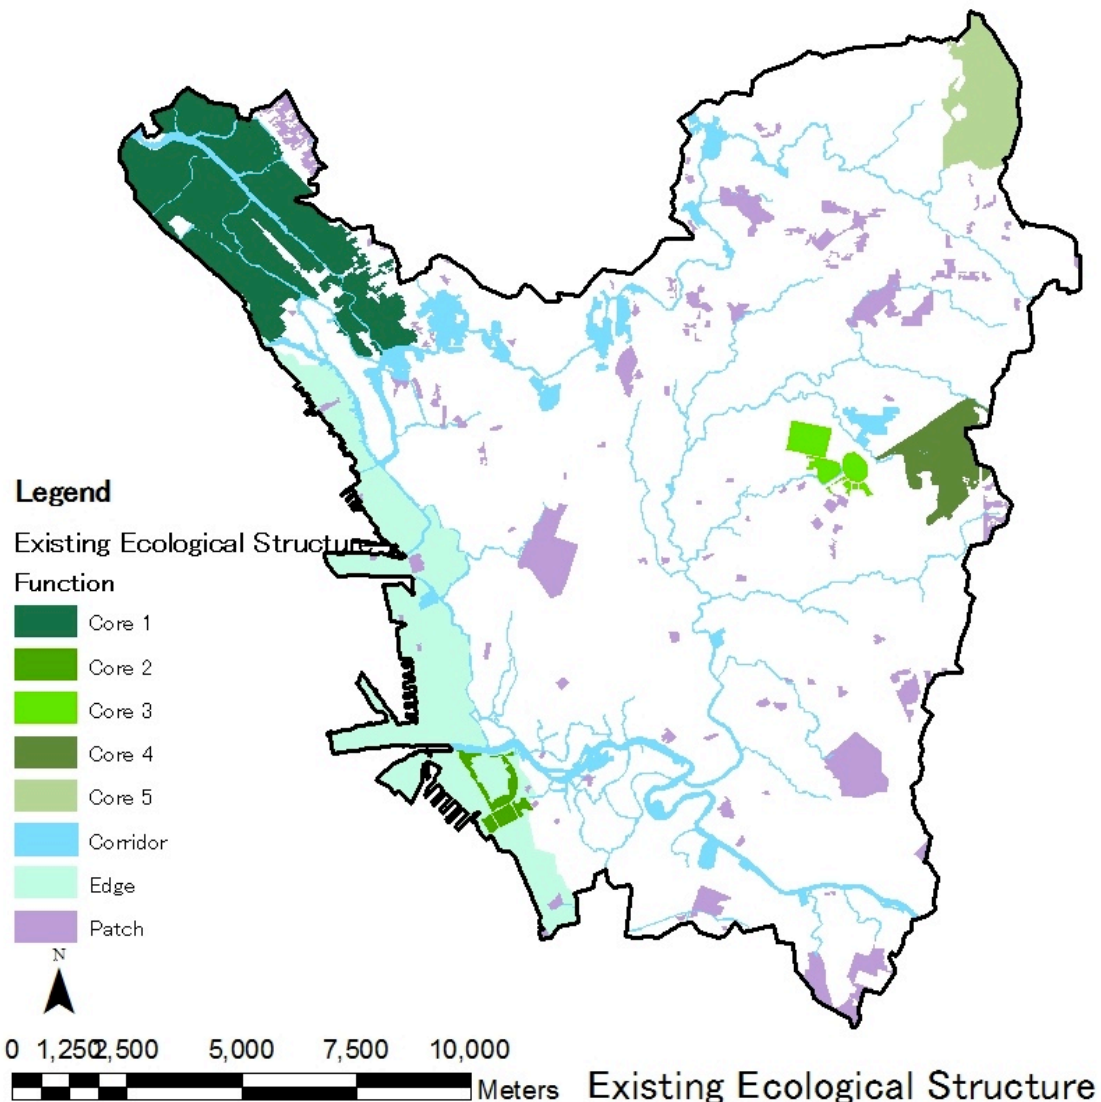 Legend
Existing Ecological Structure
Function
Core 1
Core 2
Core 3
Core 4
Core 5
Corridor
Edge
Patch
N
0 1,250 2,500 5,000 7,500 10,000
Meters
Existing Ecological Structure